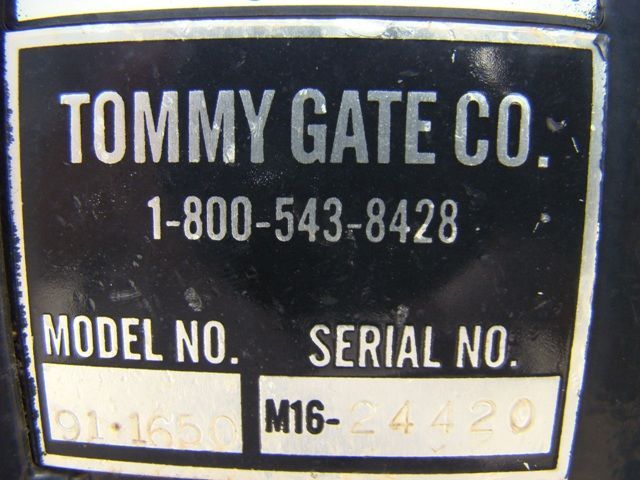 TOMMY GATE CO.
1-800-543-8428
MODEL NO. SERIAL NO.
91-1650 M16-24420